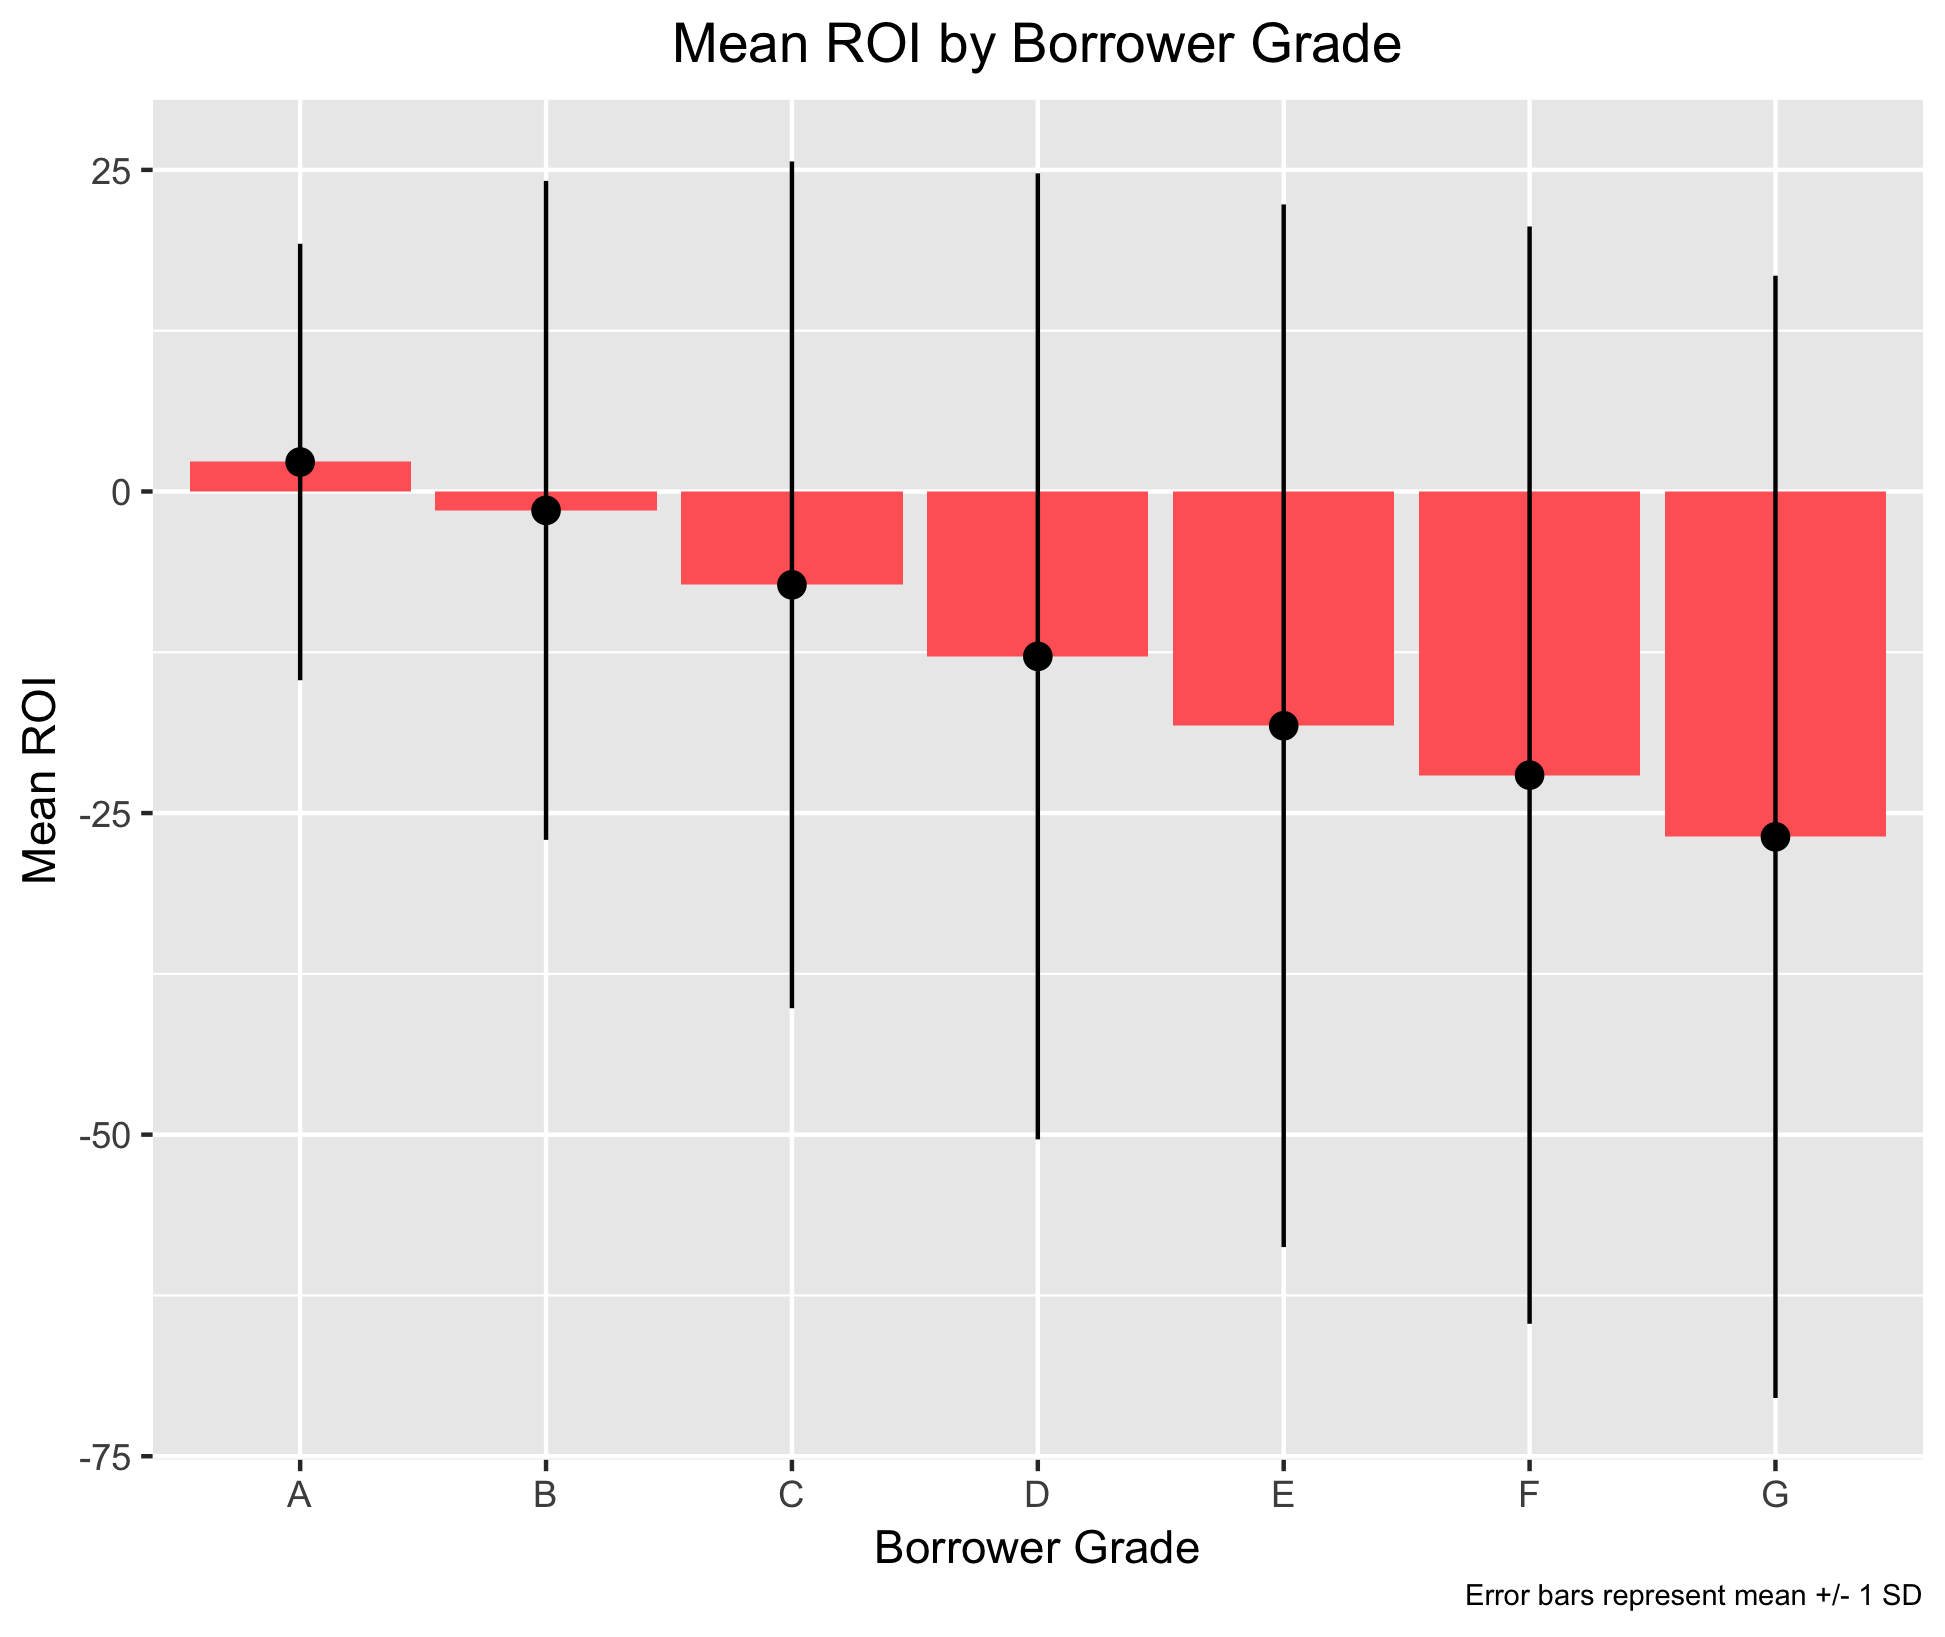 Mean ROI by Borrower Grade
Mean ROI
25
0
-25
-50
-75
A B C D E F G
Borrower Grade
Error bars represent mean +/- 1 SD